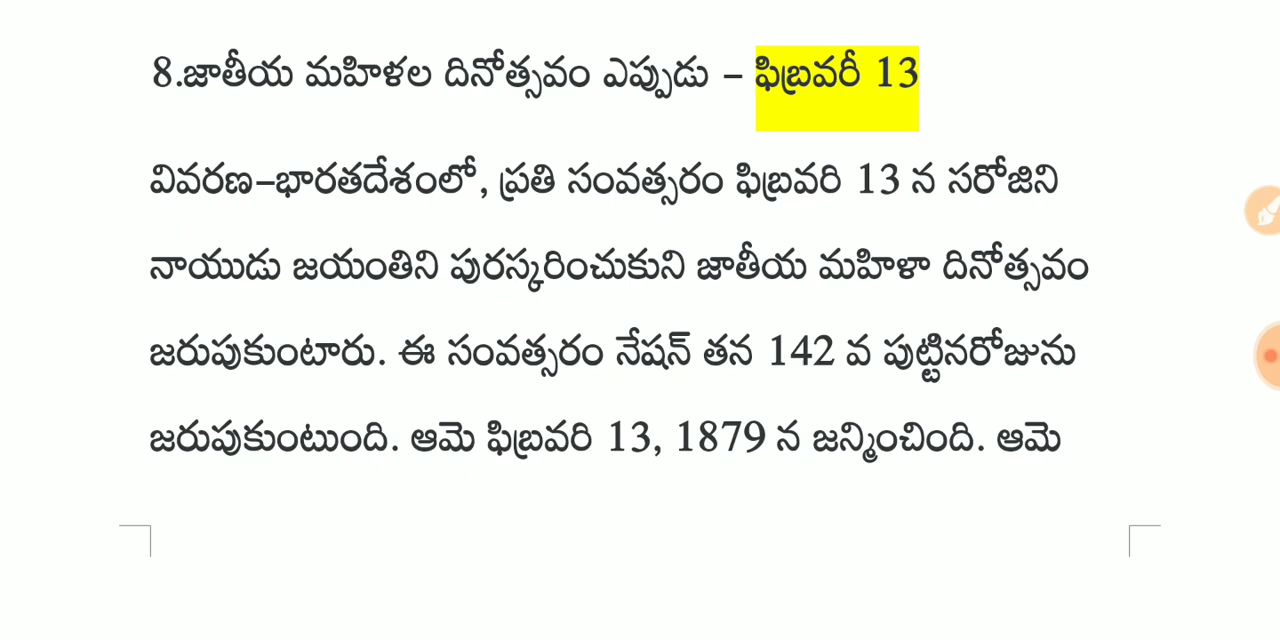 8.జాతీయ మహిళల దినోత్సవం ఎప్పుడు – ఫిబ్రవరీ 13
వివరణ–భారతదేశంలో, ప్రతి సంవత్సరం ఫిబ్రవరి 13 న సరోజిని
నాయుడు జయంతిని పురస్కరించుకుని జాతీయ మహిళా దినోత్సవం
జరుపుకుంటారు. ఈ సంవత్సరం నేషన్ తన 142 వ పుట్టినరోజును
జరుపుకుంటుంది. ఆమె ఫిబ్రవరి 13, 1879 న జన్మించింది. ఆమె